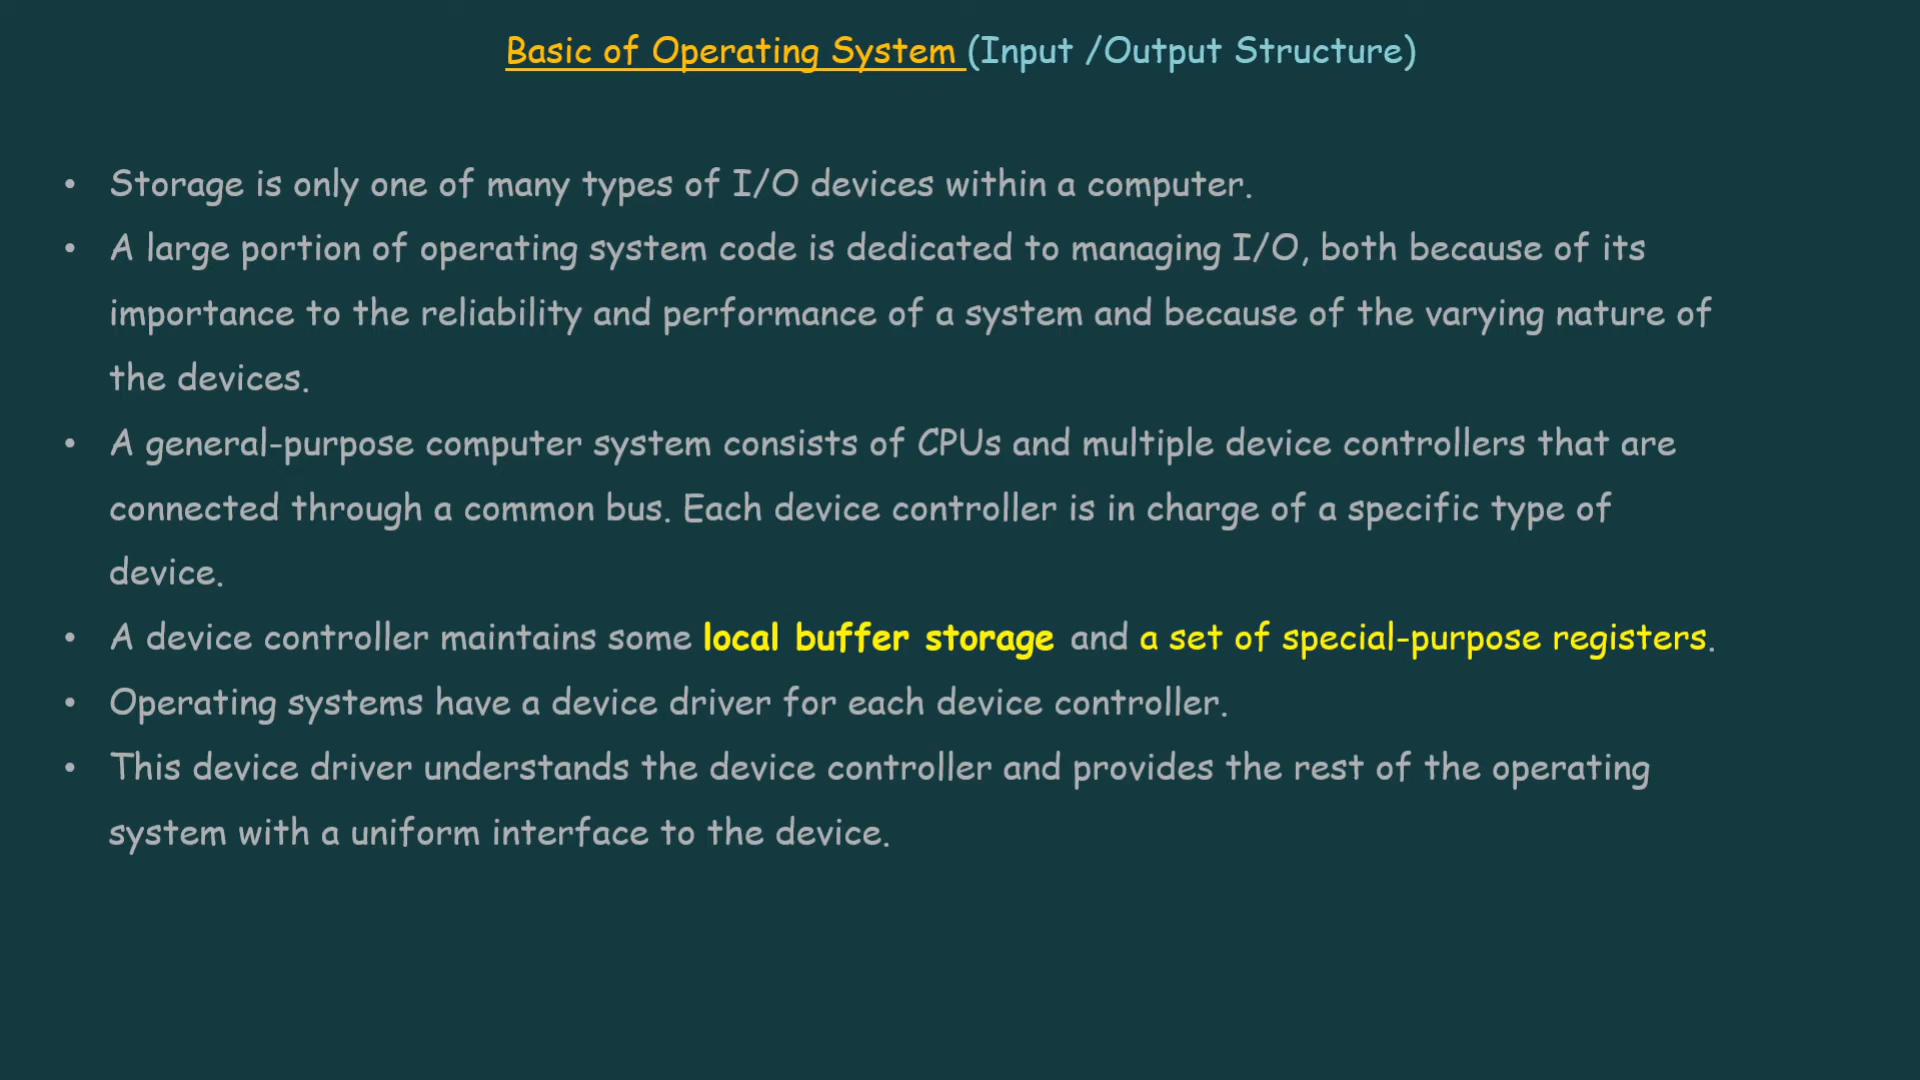 Basic of Operating System (Input /Output Structure)
• Storage is only one of many types of I/O devices within a computer.
• A large portion of operating system code is dedicated to managing I/O, both because of its
importance to the reliability and performance of a system and because of the varying nature of
the devices.
• A general-purpose computer system consists of CPUs and multiple device controllers that are
connected through a common bus. Each device controller is in charge of a specific type of
device.
• A device controller maintains some local buffer storage and a set of special-purpose registers.
• Operating systems have a device driver for each device controller.
• This device driver understands the device controller and provides the rest of the operating
system with a uniform interface to the device.